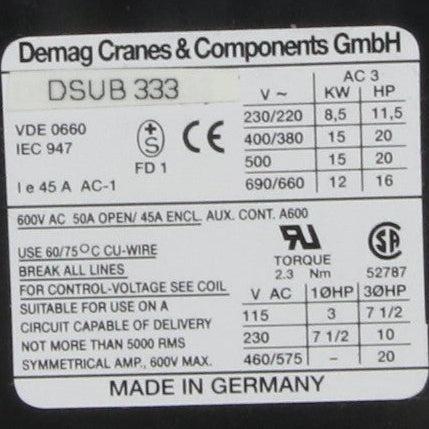 Demag Cranes & Components GmbH
DSUB 333
VDE 0660
IEC 947
S
FD 1
CE
I e 45 A AC-1
AC 3
V ~ KW HP
230/220 8,5 11,5
400/380 15 20
500 15 20
690/660 12 16
600V AC 50A OPEN/ 45A ENCL. AUX. CONT. A600
USE 60/75°C CU-WIRE
BREAK ALL LINES
FOR CONTROL-VOLTAGE SEE COIL
SUITABLE FOR USE ON A
CIRCUIT CAPABLE OF DELIVERY
NOT MORE THAN 5000 RMS
SYMMETRICAL AMP., 600V MAX.
RU
TORQUE
2.3 Nm
SA
52787
V AC 1ØHP 3ØHP
115 3 7 1/2
230 7 1/2 10
460/575 – 20
MADE IN GERMANY